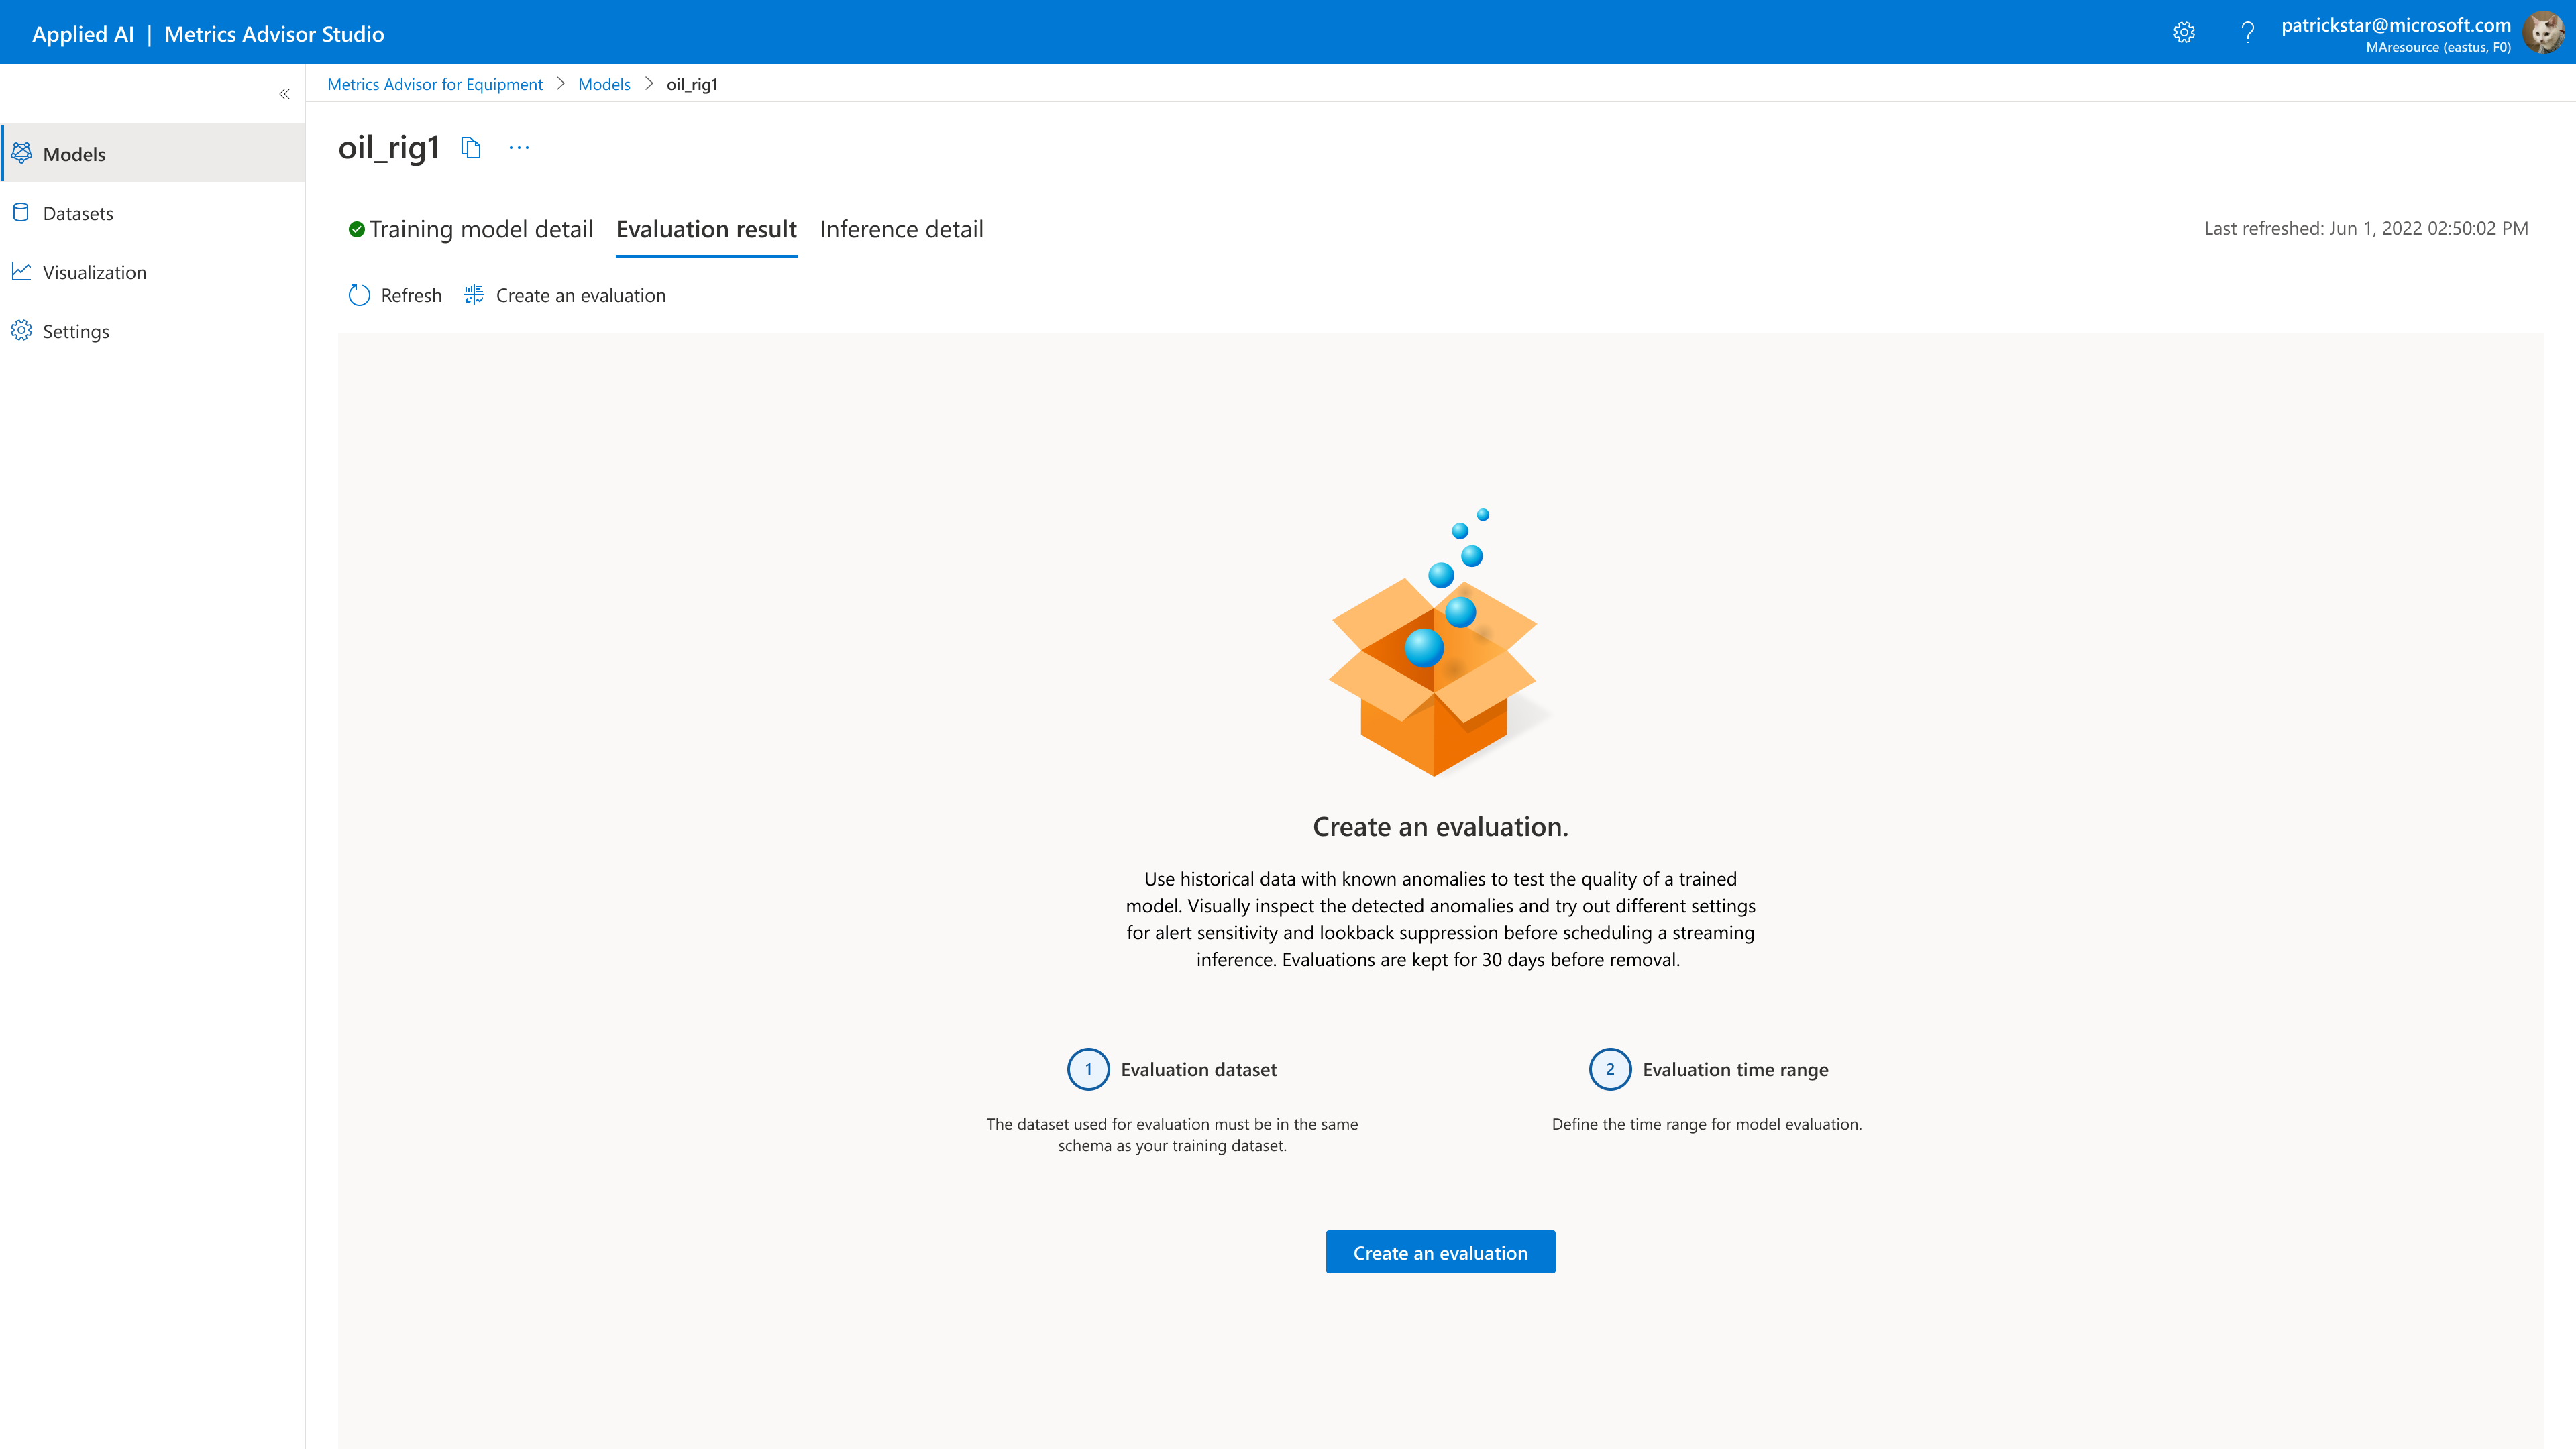 Applied AI | Metrics Advisor Studio
patrickstar@microsoft.com
MAresource (eastus, F0)
Metrics Advisor for Equipment > Models > oil_rig1
Models
Datasets
Visualization
Settings
oil_rig1
Training model detail Evaluation result Inference detail
Last refreshed: Jun 1, 2022 02:50:02 PM
Refresh Create an evaluation
Create an evaluation.
Use historical data with known anomalies to test the quality of a trained
model. Visually inspect the detected anomalies and try out different settings
for alert sensitivity and lookback suppression before scheduling a streaming
inference. Evaluations are kept for 30 days before removal.
1 Evaluation dataset
The dataset used for evaluation must be in the same
schema as your training dataset.
2 Evaluation time range
Define the time range for model evaluation.
Create an evaluation